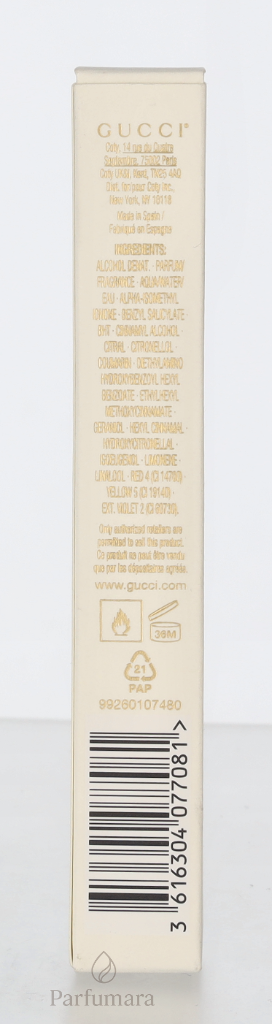 GUCCI®
Coty, 14 rue du Quatre
Septembre, 75002 Paris
Coty (UK), Kent, TN25 4AQ
Dist. by/pour Coty Inc.,
New York, NY 10118
Made in Spain /
Fabriqué en Espagne
INGREDIENTS:
ALCOHOL DENAT. · PARFUM/
FRAGRANCE · AQUA/WATER/
EAU · ALPHA-ISOMETHYL
IONONE · BENZYL SALICYLATE ·
BHT · CINNAMYL ALCOHOL ·
CITRAL · CITRONELLOL ·
COUMARIN · DIETHYLAMINO
HYDROXYBENZOYL HEXYL
BENZOATE · ETHYLHEXYL
METHOXYCINNAMATE ·
GERANIOL · HEXYL CINNAMAL ·
HYDROXYCITRONELLAL ·
ISOEUGENOL · LIMONENE ·
LINALOOL · RED 4 (CI 14700) ·
YELLOW 5 (CI 19140) ·
EXT. VIOLET 2 (CI 60730).
Only authorized retailers are
permitted to sell this product.
Ce produit ne peut être vendu
que par les dépositaires agréés.
www.gucci.com
36M
21
PAP
99260107480
3 616304 077081 >
Parfumara